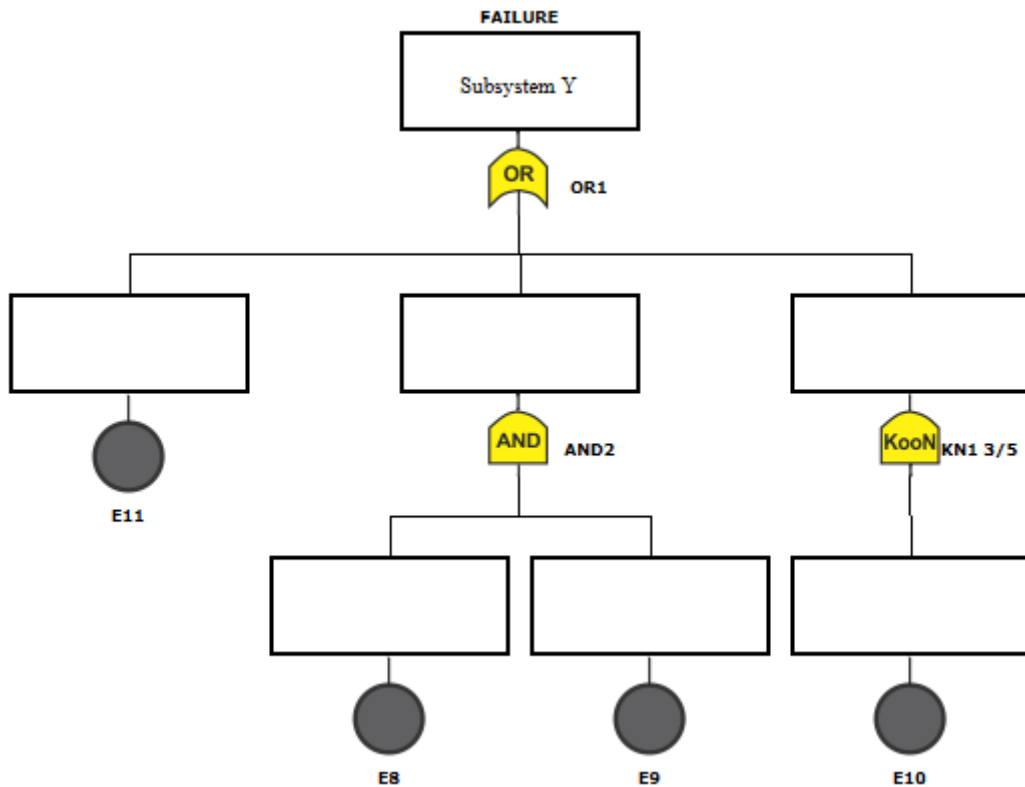 FAILURE
Subsystem Y
OR
OR1
E11
AND
AND2
KooN
KN1 3/5
E8
E9
E10